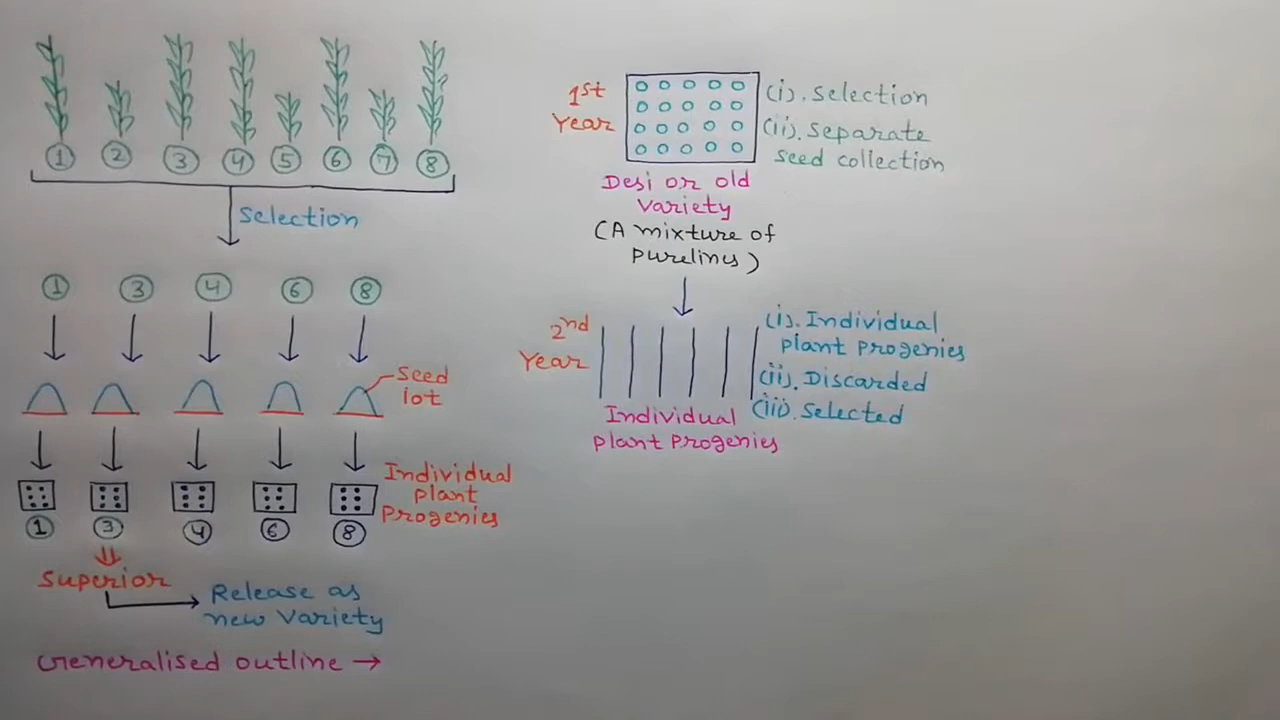 1 2 3 4 5 6 7 8
Selection
1 3 4 6 8
Seed
iot
Individual
plant
Progenies
1 3 4 6 8
Superior
Release as
new Variety
Generalised outline →
1st
Year
(i). Selection
(ii). Separate
seed collection
Desi or old
Variety
(A mixture of
Purelines)
2nd
Year
(i). Individual
plant progenies
(ii). Discarded
(iii). Selected
Individual
plant Progenies